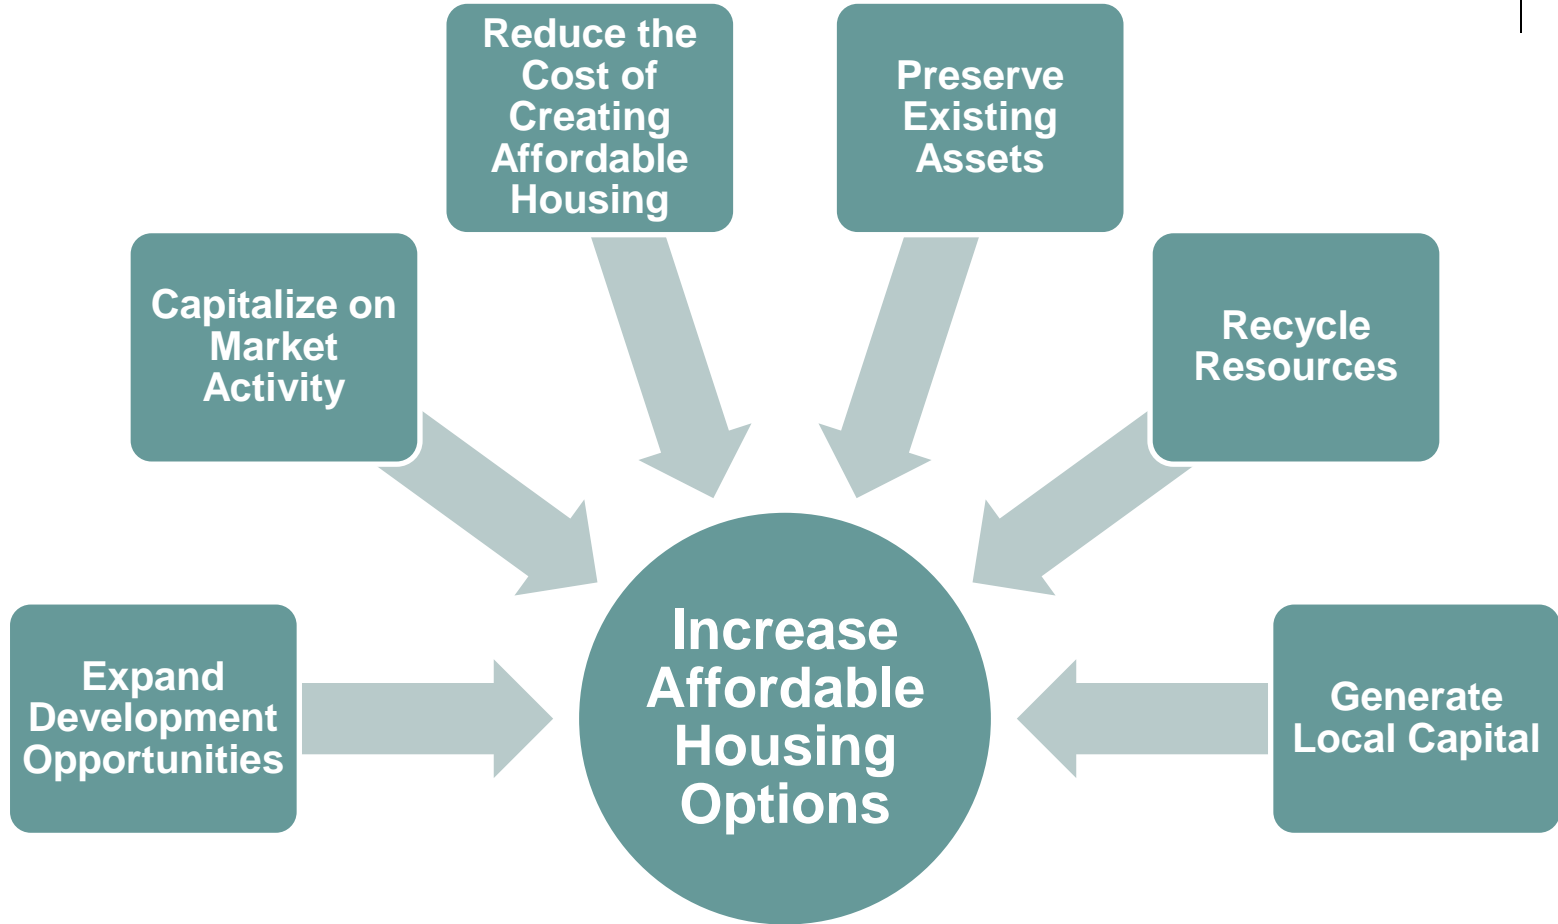 Reduce the
Cost of
Creating
Affordable
Housing
Preserve
Existing
Assets
Capitalize on
Market
Activity
Recycle
Resources
Expand
Development
Opportunities
Increase
Affordable
Housing
Options
Generate
Local Capital